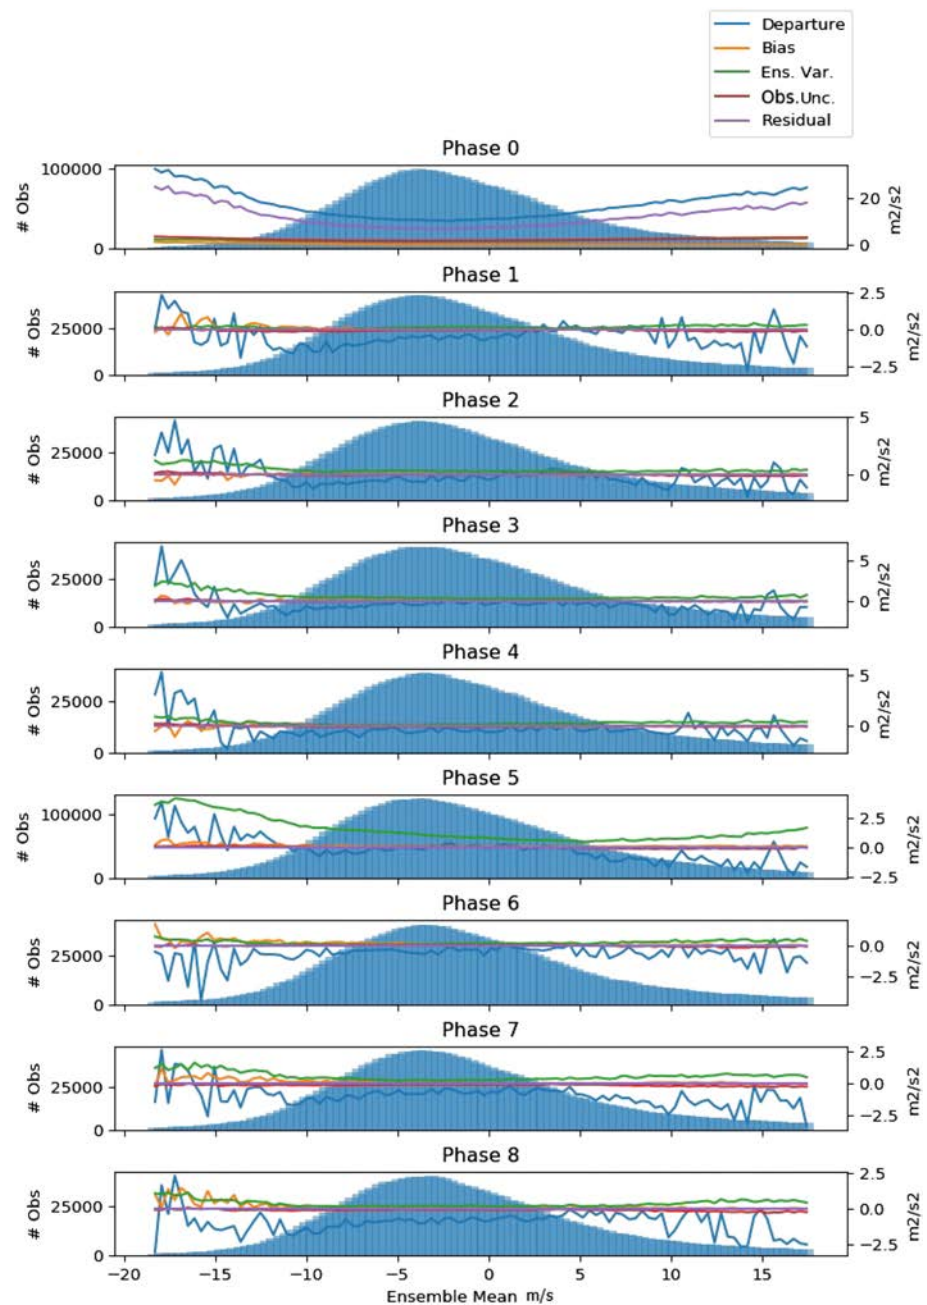 Departure
Bias
Ens. Var.
Obs.Unc.
Residual
Phase 0
100000
0
# Obs
20
0
m2/s2
Phase 1
25000
0
# Obs
2.5
0.0
−2.5
m2/s2
Phase 2
25000
0
# Obs
5
0
m2/s2
Phase 3
25000
0
# Obs
5
0
m2/s2
Phase 4
25000
0
# Obs
5
0
m2/s2
Phase 5
100000
0
# Obs
2.5
0.0
−2.5
m2/s2
Phase 6
25000
0
# Obs
0.0
−2.5
m2/s2
Phase 7
25000
0
# Obs
2.5
0.0
−2.5
m2/s2
Phase 8
25000
0
# Obs
2.5
0.0
−2.5
m2/s2
−20 −15 −10 −5 0 5 10 15
Ensemble Mean m/s